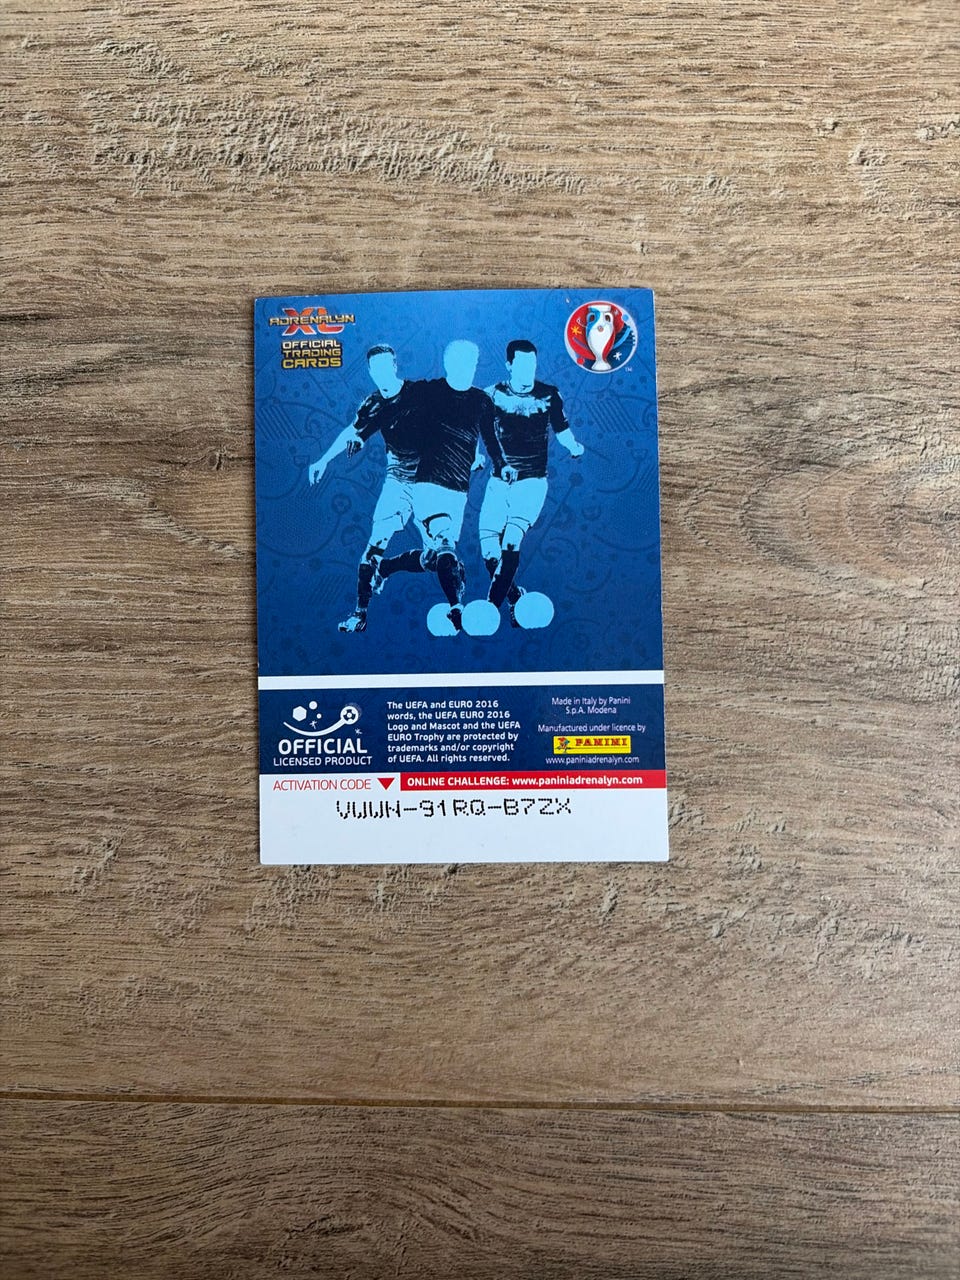 ADRENALYN XL
OFFICIAL
TRADING
CARDS
TM
OFFICIAL
LICENSED PRODUCT
The UEFA and EURO 2016
words, the UEFA EURO 2016
Logo and Mascot and the UEFA
EURO Trophy are protected by
trademarks and/or copyright
of UEFA. All rights reserved.
Made in Italy by Panini
S.p.A. Modena
Manufactured under licence by
PANINI
www.paniniadrenalyn.com
ACTIVATION CODE
ONLINE CHALLENGE: www.paniniadrenalyn.com
VWWN-91RQ-B7ZX